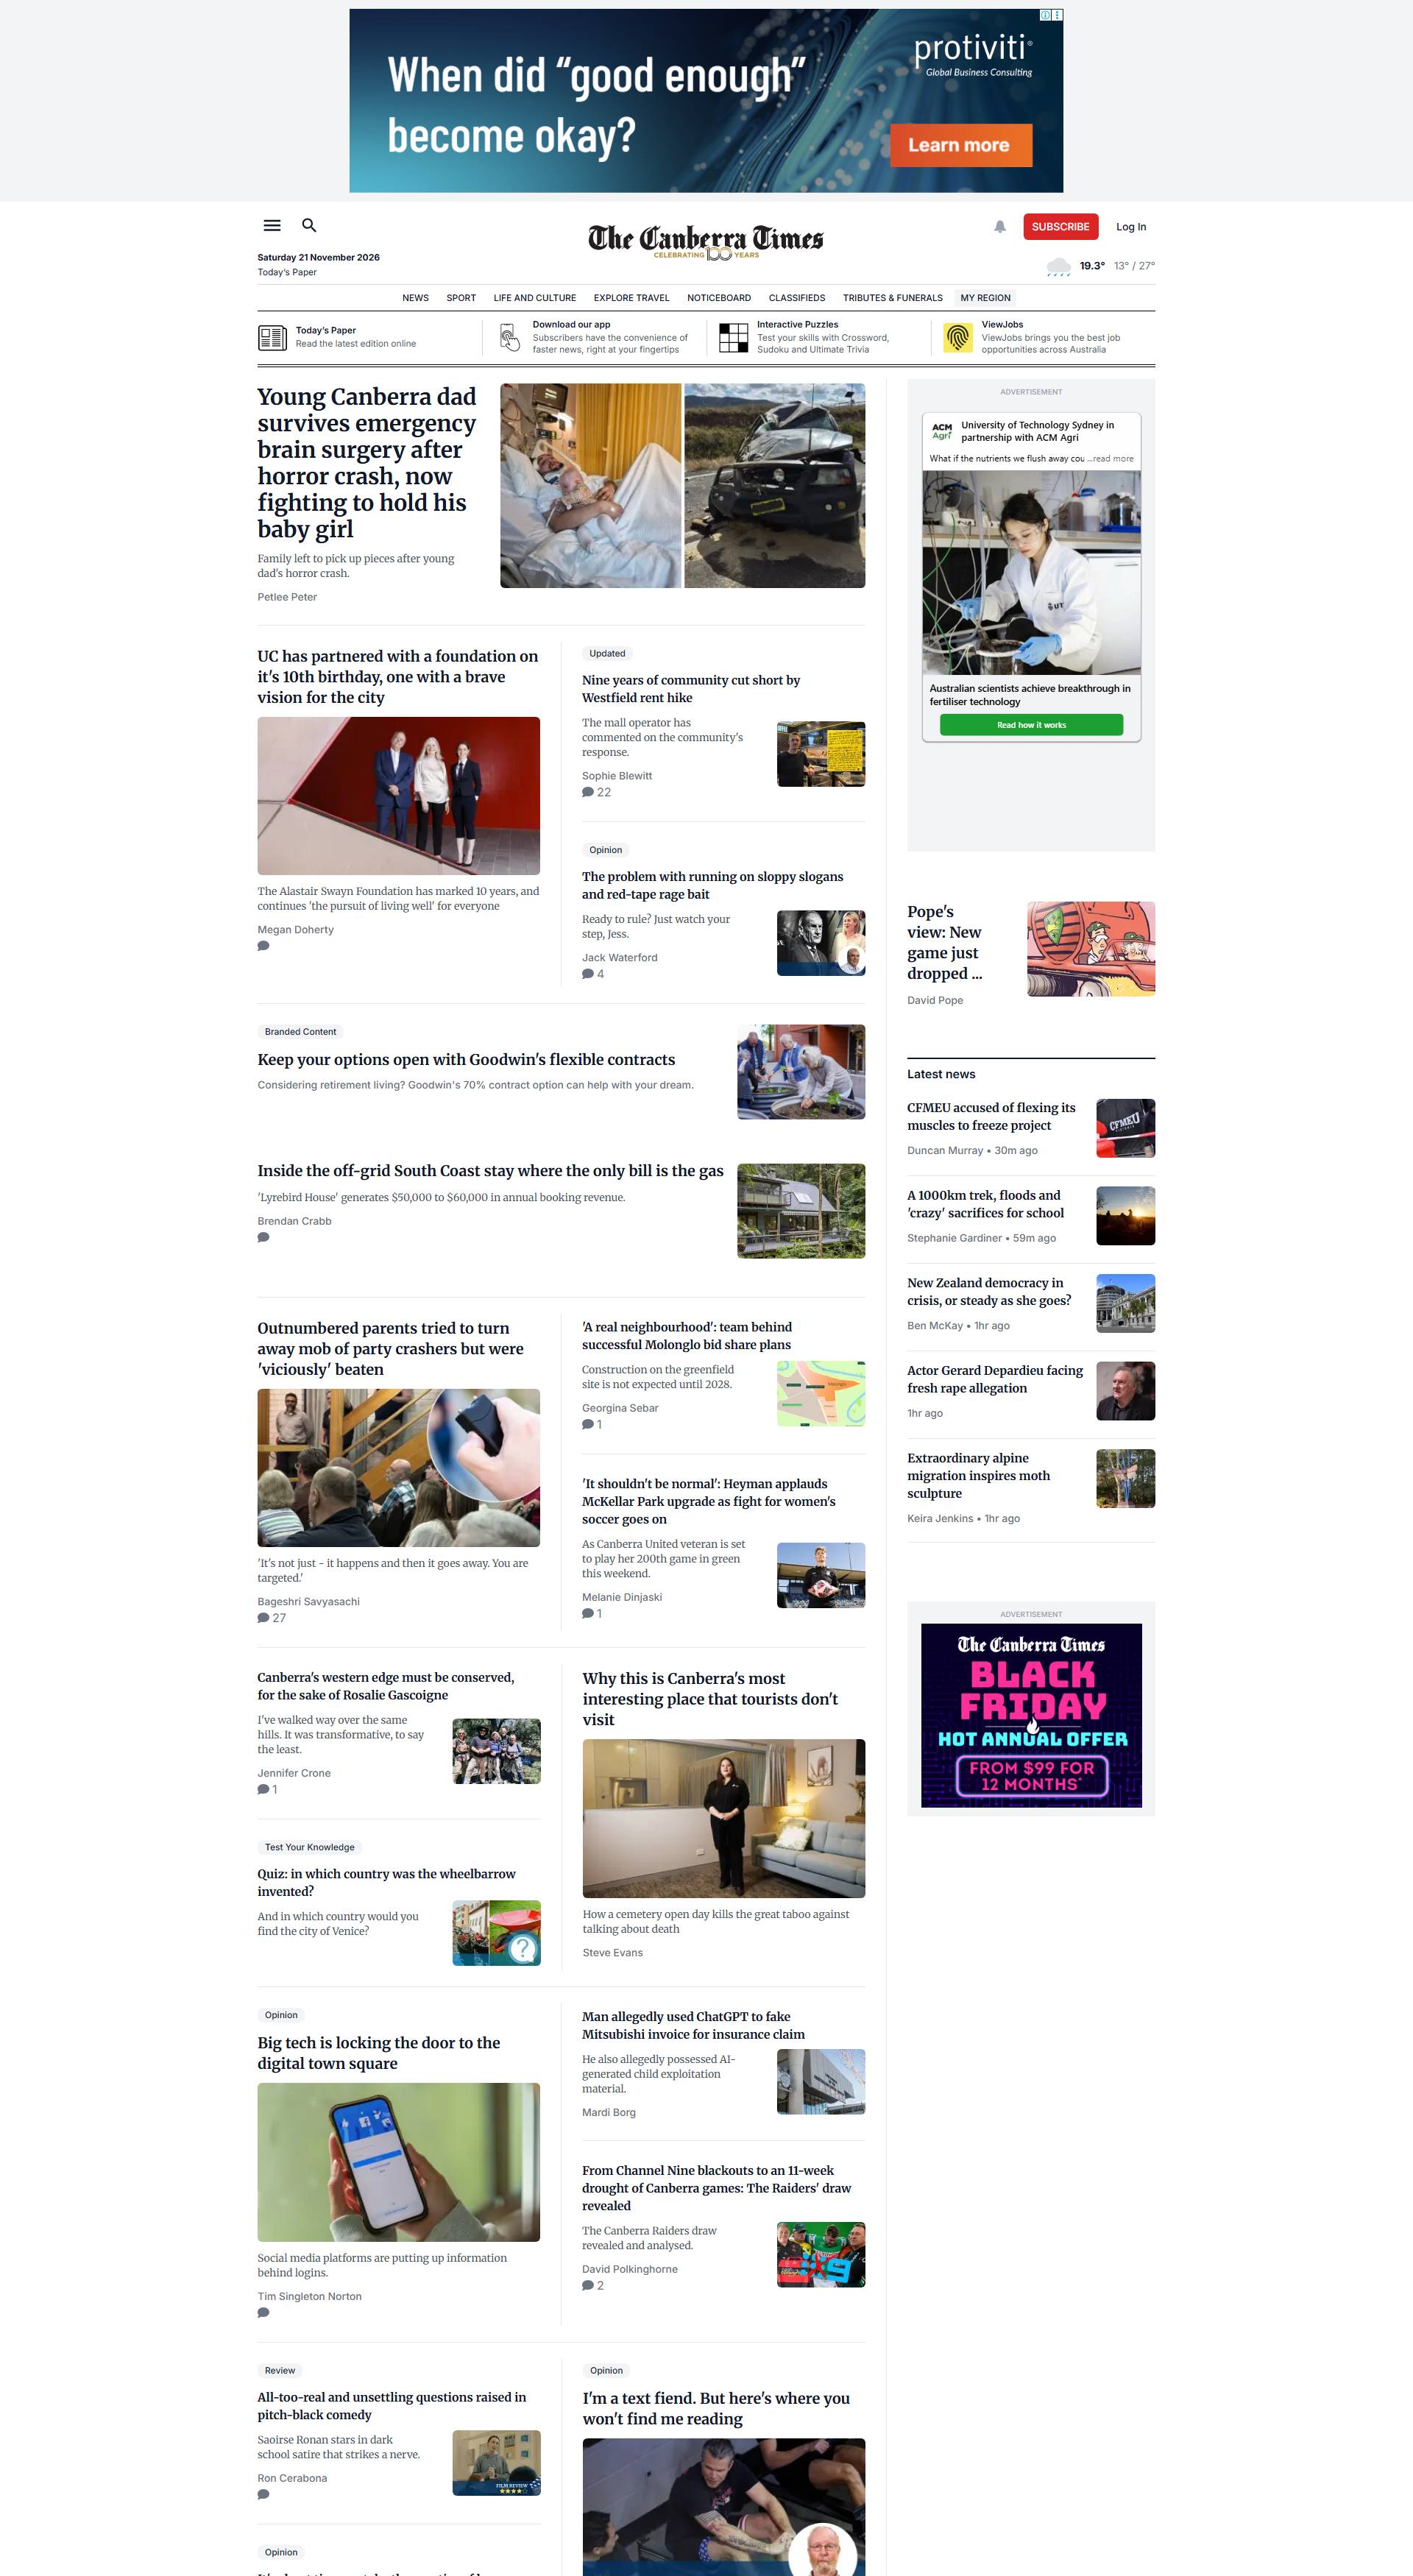 When did “good enough”
become okay?
protiviti
Global Business Consulting
Learn more
The Canberra Times
CELEBRATING 100 YEARS
SUBSCRIBE
Log In
Saturday 21 November 2026
Today's Paper
19.3° 13° / 27°
NEWS SPORT LIFE AND CULTURE EXPLORE TRAVEL NOTICEBOARD CLASSIFIEDS TRIBUTES & FUNERALS MY REGION
Today's Paper
Read the latest edition online
Download our app
Subscribers have the convenience of
faster news, right at your fingertips
Interactive Puzzles
Test your skills with Crossword,
Sudoku and Ultimate Trivia
ViewJobs
ViewJobs brings you the best job
opportunities across Australia
Young Canberra dad
survives emergency
brain surgery after
horror crash, now
fighting to hold his
baby girl
Family left to pick up pieces after young
dad's horror crash.
Petlee Peter
UC has partnered with a foundation on
it's 10th birthday, one with a brave
vision for the city
The Alastair Swayn Foundation has marked 10 years, and
continues 'the pursuit of living well' for everyone
Megan Doherty
Updated
Nine years of community cut short by
Westfield rent hike
The mall operator has
commented on the community's
response.
Sophie Blewitt
22
Opinion
The problem with running on sloppy slogans
and red-tape rage bait
Ready to rule? Just watch your
step, Jess.
Jack Waterford
4
Branded Content
Keep your options open with Goodwin's flexible contracts
Considering retirement living? Goodwin's 70% contract option can help with your dream.
Inside the off-grid South Coast stay where the only bill is the gas
'Lyrebird House' generates $50,000 to $60,000 in annual booking revenue.
Brendan Crabb
Outnumbered parents tried to turn
away mob of party crashers but were
'viciously' beaten
'It's not just - it happens and then it goes away. You are
targeted.'
Bageshri Savyasachi
27
'A real neighbourhood': team behind
successful Molonglo bid share plans
Construction on the greenfield
site is not expected until 2028.
Georgina Sebar
1
'It shouldn't be normal': Heyman applauds
McKellar Park upgrade as fight for women's
soccer goes on
As Canberra United veteran is set
to play her 200th game in green
this weekend.
Melanie Dinjaski
1
Canberra's western edge must be conserved,
for the sake of Rosalie Gascoigne
I've walked way over the same
hills. It was transformative, to say
the least.
Jennifer Crone
1
Test Your Knowledge
Quiz: in which country was the wheelbarrow
invented?
And in which country would you
find the city of Venice?
Why this is Canberra's most
interesting place that tourists don't
visit
How a cemetery open day kills the great taboo against
talking about death
Steve Evans
Opinion
Big tech is locking the door to the
digital town square
Social media platforms are putting up information
behind logins.
Tim Singleton Norton
Man allegedly used ChatGPT to fake
Mitsubishi invoice for insurance claim
He also allegedly possessed AI-
generated child exploitation
material.
Mardi Borg
From Channel Nine blackouts to an 11-week
drought of Canberra games: The Raiders' draw
revealed
The Canberra Raiders draw
revealed and analysed.
David Polkinghorne
2
Review
All-too-real and unsettling questions raised in
pitch-black comedy
Saoirse Ronan stars in dark
school satire that strikes a nerve.
Ron Cerabona
FILM REVIEW
Opinion
Opinion
I'm a text fiend. But here's where you
won't find me reading
ADVERTISEMENT
ACM
Agri
University of Technology Sydney in
partnership with ACM Agri
What if the nutrients we flush away cou ...read more
UT
Australian scientists achieve breakthrough in
fertiliser technology
Read how it works
Pope's
view: New
game just
dropped ...
David Pope
Latest news
CFMEU accused of flexing its
muscles to freeze project
Duncan Murray • 30m ago
CFMEU
A 1000km trek, floods and
'crazy' sacrifices for school
Stephanie Gardiner • 59m ago
New Zealand democracy in
crisis, or steady as she goes?
Ben McKay • 1hr ago
Actor Gerard Depardieu facing
fresh rape allegation
1hr ago
Extraordinary alpine
migration inspires moth
sculpture
Keira Jenkins • 1hr ago
ADVERTISEMENT
The Canberra Times
BLACK
FRIDAY
HOT ANNUAL OFFER
FROM $99 FOR
12 MONTHS*